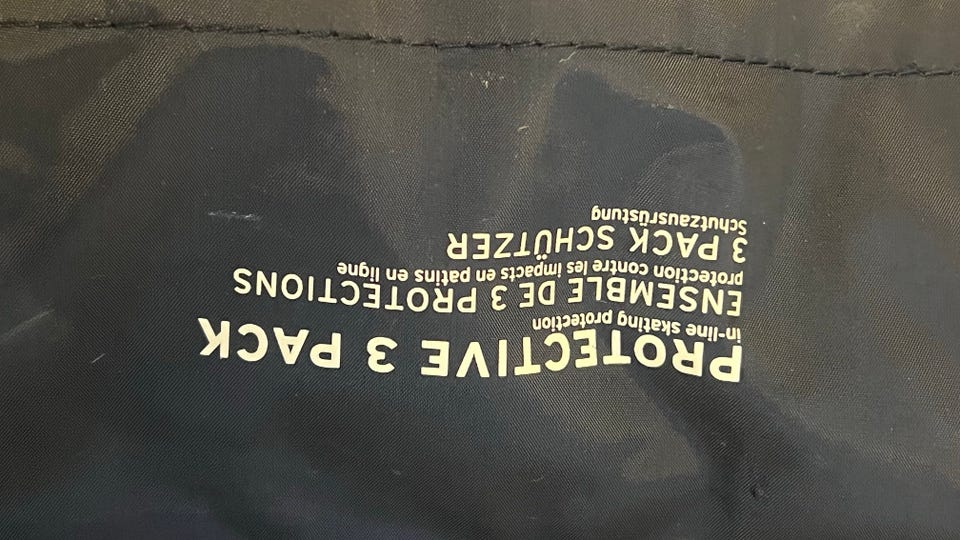 PROTECTIVE 3 PACK
in-line skating protection
ENSEMBLE DE 3 PROTECTIONS
protection contre les impacts en patins en ligne
3 PACK SCHÜTZER
Schutzausrüstung